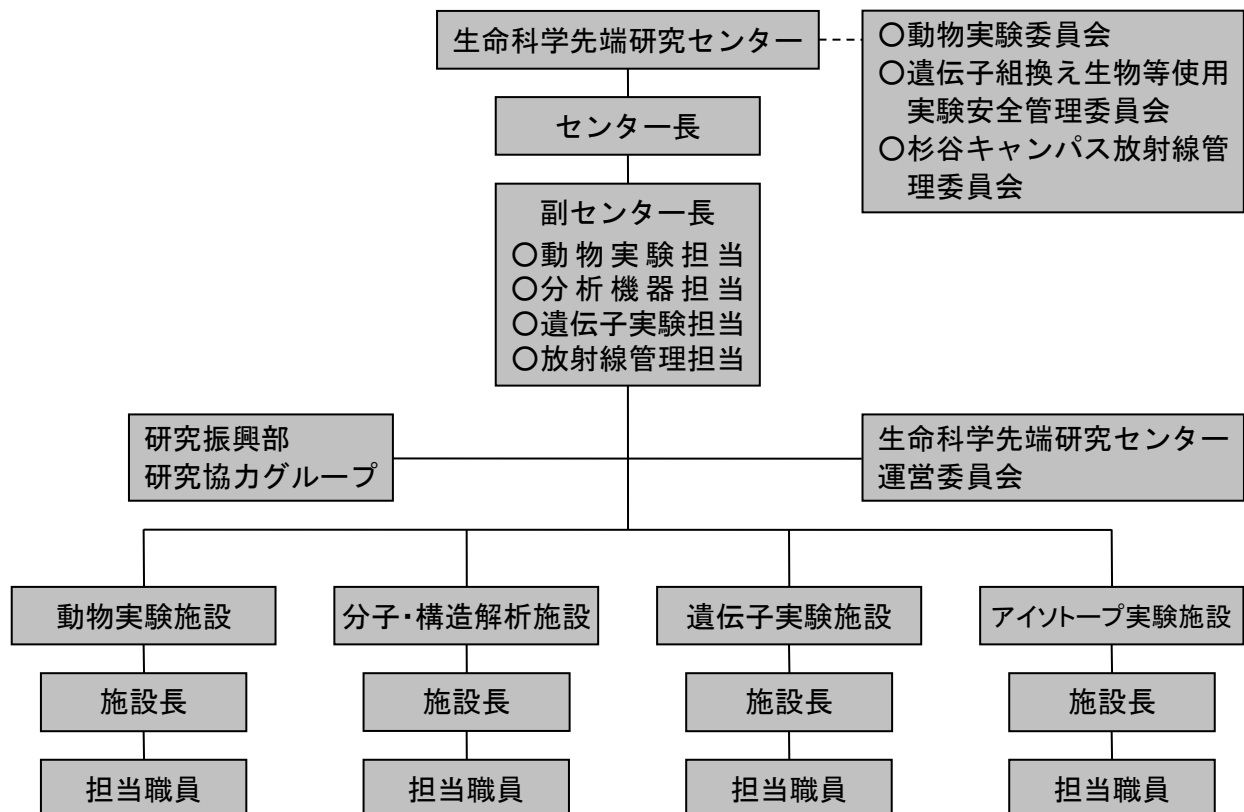 生命科学先端研究センター
○動物実験委員会
○遺伝子組換え生物等使用
実験安全管理委員会
○杉谷キャンパス放射線管
理委員会
センター長
副センター長
○動物実験担当
○分析機器担当
○遺伝子実験担当
○放射線管理担当
研究振興部
研究協力グループ
生命科学先端研究センター
運営委員会
動物実験施設
分子・構造解析施設
遺伝子実験施設
アイソトープ実験施設
施設長
施設長
施設長
施設長
担当職員
担当職員
担当職員
担当職員